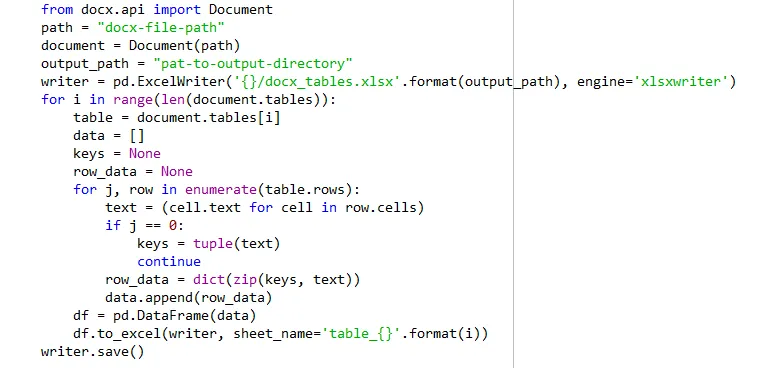 from docx.api import Document
path = "docx-file-path"
document = Document(path)
output_path = "pat-to-output-directory"
writer = pd.ExcelWriter('{}/docx_tables.xlsx'.format(output_path), engine='xlsxwriter')
for i in range(len(document.tables)):
    table = document.tables[i]
    data = []
    keys = None
    row_data = None
    for j, row in enumerate(table.rows):
        text = (cell.text for cell in row.cells)
        if j == 0:
            keys = tuple(text)
            continue
        row_data = dict(zip(keys, text))
        data.append(row_data)
    df = pd.DataFrame(data)
    df.to_excel(writer, sheet_name='table_{}'.format(i))
writer.save()